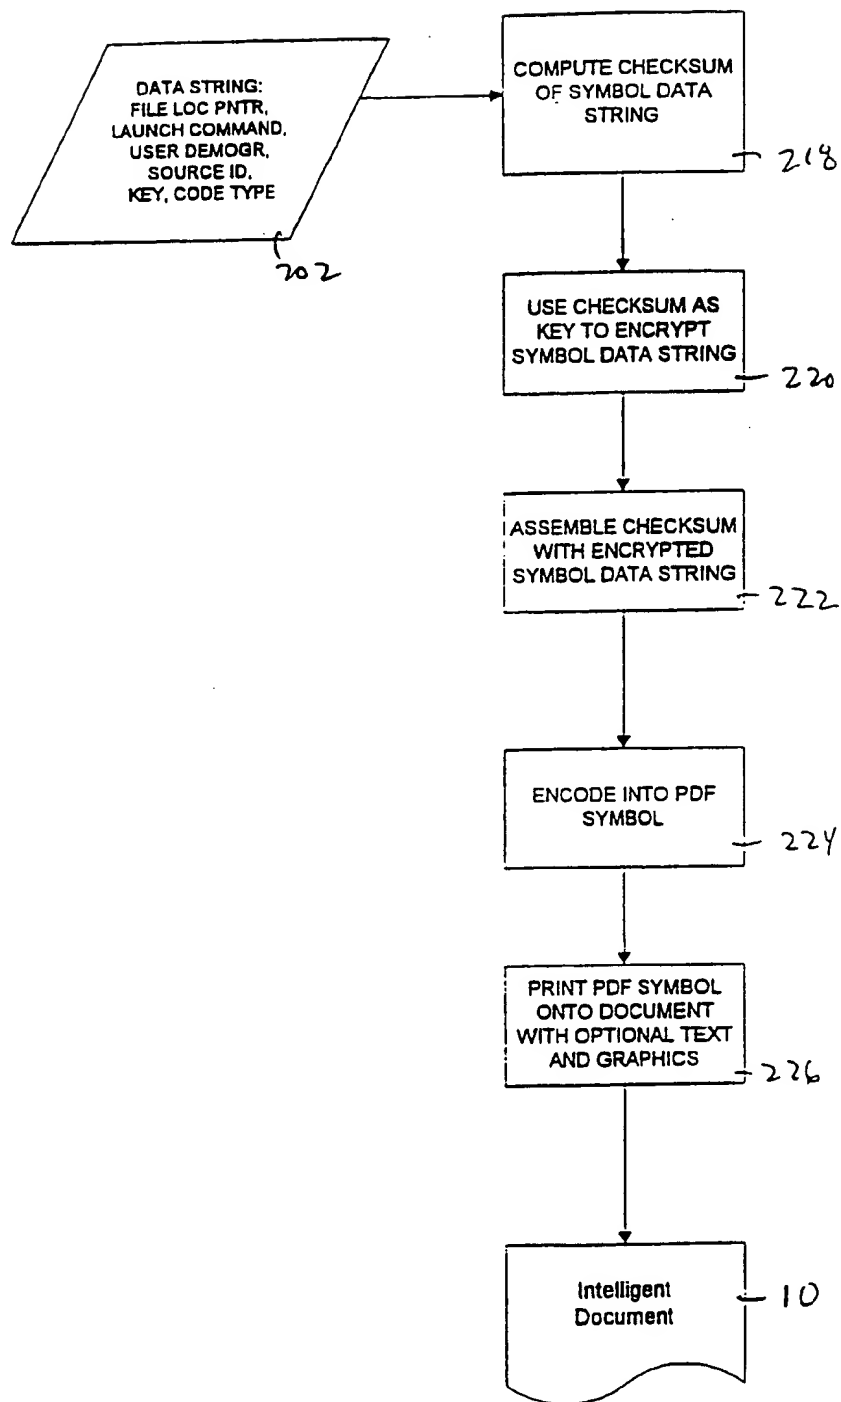 DATA STRING:
FILE LOC PNTR,
LAUNCH COMMAND,
USER DEMOGR,
SOURCE ID,
KEY, CODE TYPE
202
COMPUTE CHECKSUM
OF SYMBOL DATA
STRING
218
USE CHECKSUM AS
KEY TO ENCRYPT
SYMBOL DATA STRING
220
ASSEMBLE CHECKSUM
WITH ENCRYPTED
SYMBOL DATA STRING
222
ENCODE INTO PDF
SYMBOL
224
PRINT PDF SYMBOL
ONTO DOCUMENT
WITH OPTIONAL TEXT
AND GRAPHICS
226
Intelligent
Document
10